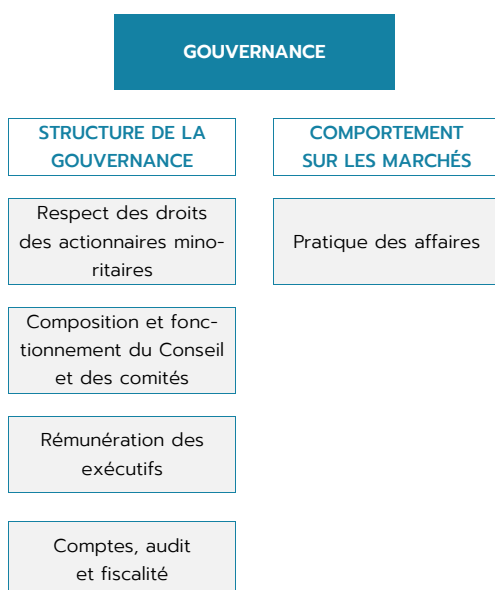 GOUVERNANCE
STRUCTURE DE LA
GOUVERNANCE
Respect des droits
des actionnaires mino-
ritaires
Composition et fonc-
tionnement du Conseil
et des comités
Rémunération des
exécutifs
Comptes, audit
et fiscalité
COMPORTEMENT
SUR LES MARCHÉS
Pratique des affaires